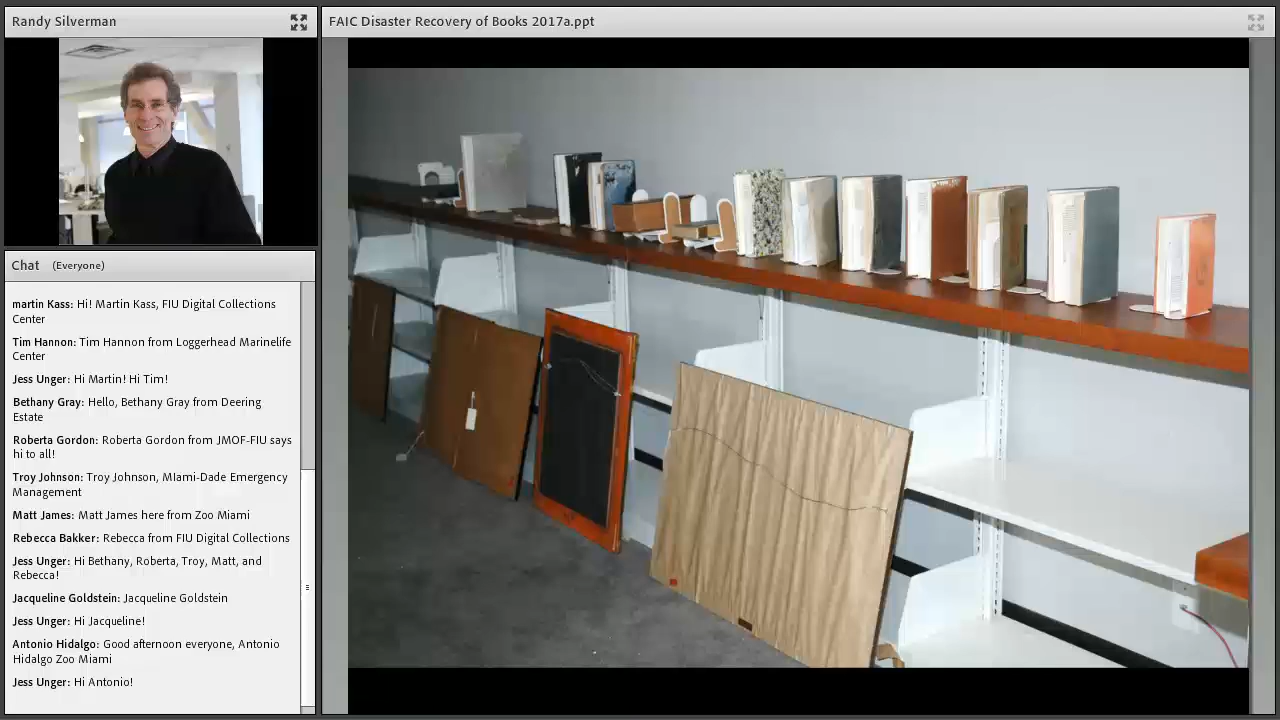 Randy Silverman
FAIC Disaster Recovery of Books 2017a.ppt
Chat (Everyone)
martin Kass: Hi! Martin Kass, FIU Digital Collections
Center
Tim Hannon: Tim Hannon from Loggerhead Marinelife
Center
Jess Unger: Hi Martin! Hi Tim!
Bethany Gray: Hello, Bethany Gray from Deering
Estate
Roberta Gordon: Roberta Gordon from JMOF-FIU says
hi to all!
Troy Johnson: Troy Johnson, MIami-Dade Emergency
Management
Matt James: Matt James here from Zoo Miami
Rebecca Bakker: Rebecca from FIU Digital Collections
Jess Unger: Hi Bethany, Roberta, Troy, Matt, and
Rebecca!
Jacqueline Goldstein: Jacqueline Goldstein
Jess Unger: Hi Jacqueline!
Antonio Hidalgo: Good afternoon everyone, Antonio
Hidalgo Zoo Miami
Jess Unger: Hi Antonio!